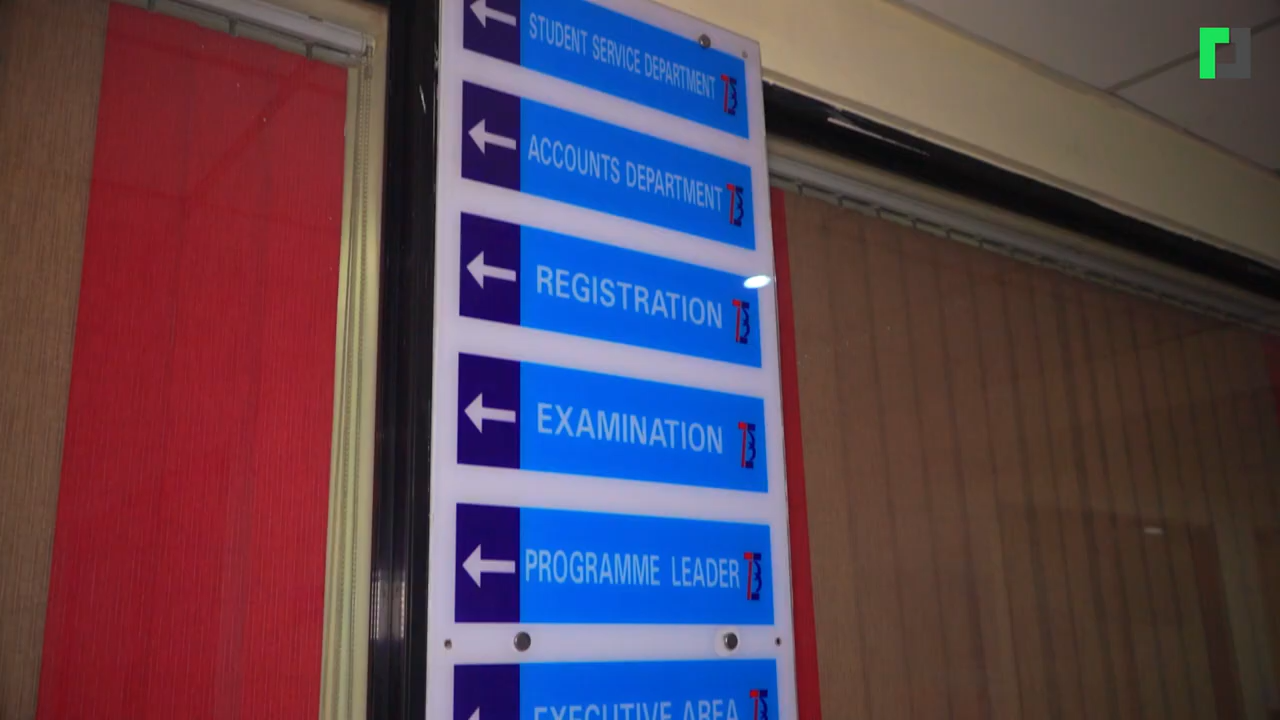 STUDENT SERVICE DEPARTMENT
ACCOUNTS DEPARTMENT
REGISTRATION
EXAMINATION
PROGRAMME LEADER
EXECUTIVE AREA